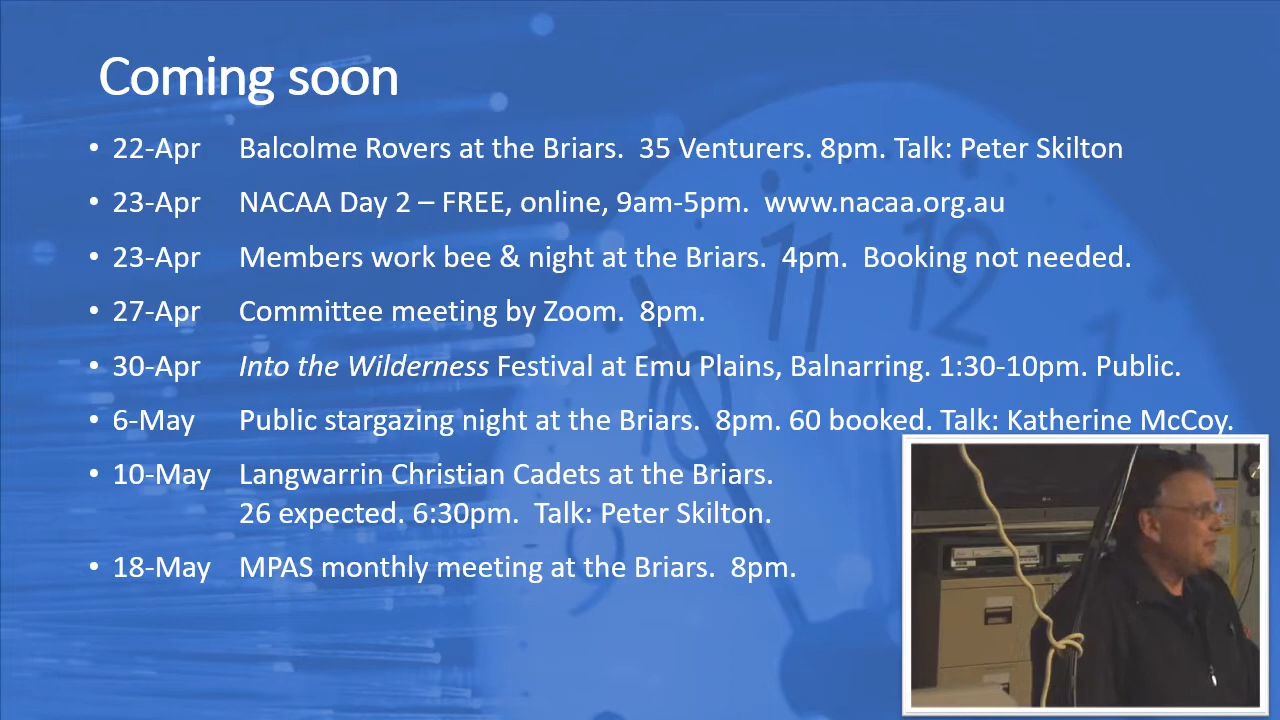 Coming soon
• 22-Apr Balcolme Rovers at the Briars. 35 Venturers. 8pm. Talk: Peter Skilton
• 23-Apr NACAA Day 2 – FREE, online, 9am-5pm. www.nacaa.org.au
• 23-Apr Members work bee & night at the Briars. 4pm. Booking not needed.
• 27-Apr Committee meeting by Zoom. 8pm.
• 30-Apr Into the Wilderness Festival at Emu Plains, Balnarring. 1:30-10pm. Public.
• 6-May Public stargazing night at the Briars. 8pm. 60 booked. Talk: Katherine McCoy.
• 10-May Langwarrin Christian Cadets at the Briars.
26 expected. 6:30pm. Talk: Peter Skilton.
• 18-May MPAS monthly meeting at the Briars. 8pm.
11
12
1
10
9